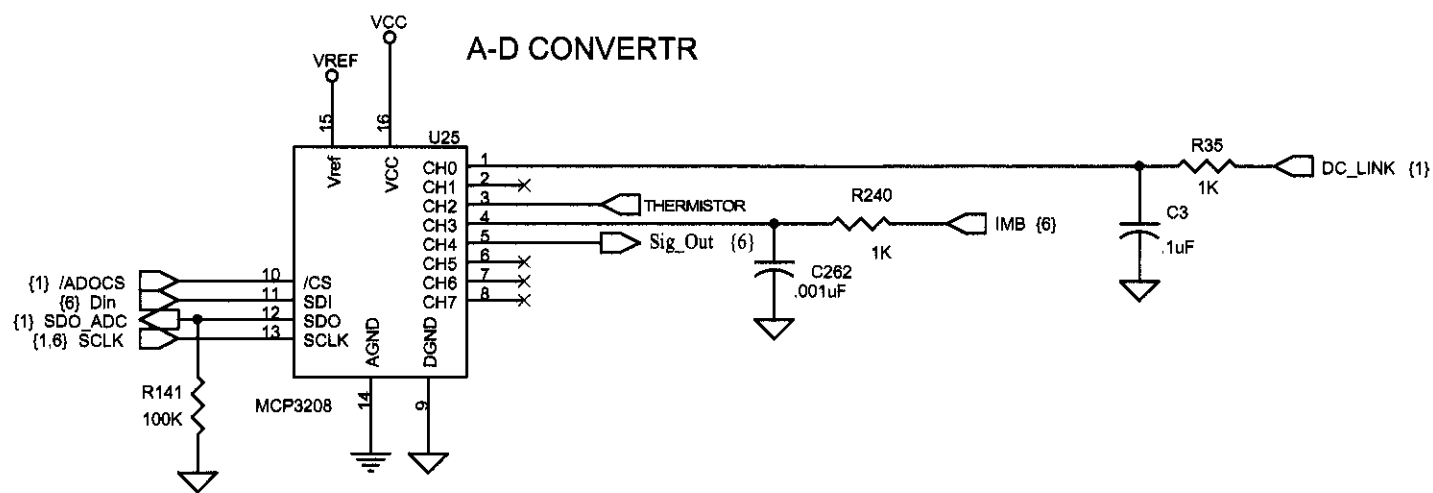 VCC
A-D CONVERTR
VREF
15
16
U25
Vref
VCC
CH0
1
R35
1K
DC_LINK {1}
CH1
2
CH2
3
THERMISTOR
R240
CH3
4
1K
IMB {6}
C3
.1uF
CH4
5
Sig_Out {6}
CH5
6
CH6
7
C262
.001uF
CH7
8
{1} /ADOCS
10
/CS
{6} Din
11
SDI
{1} SDO_ADC
12
SDO
{1,6} SCLK
13
SCLK
AGND
DGND
R141
100K
MCP3208
14
9